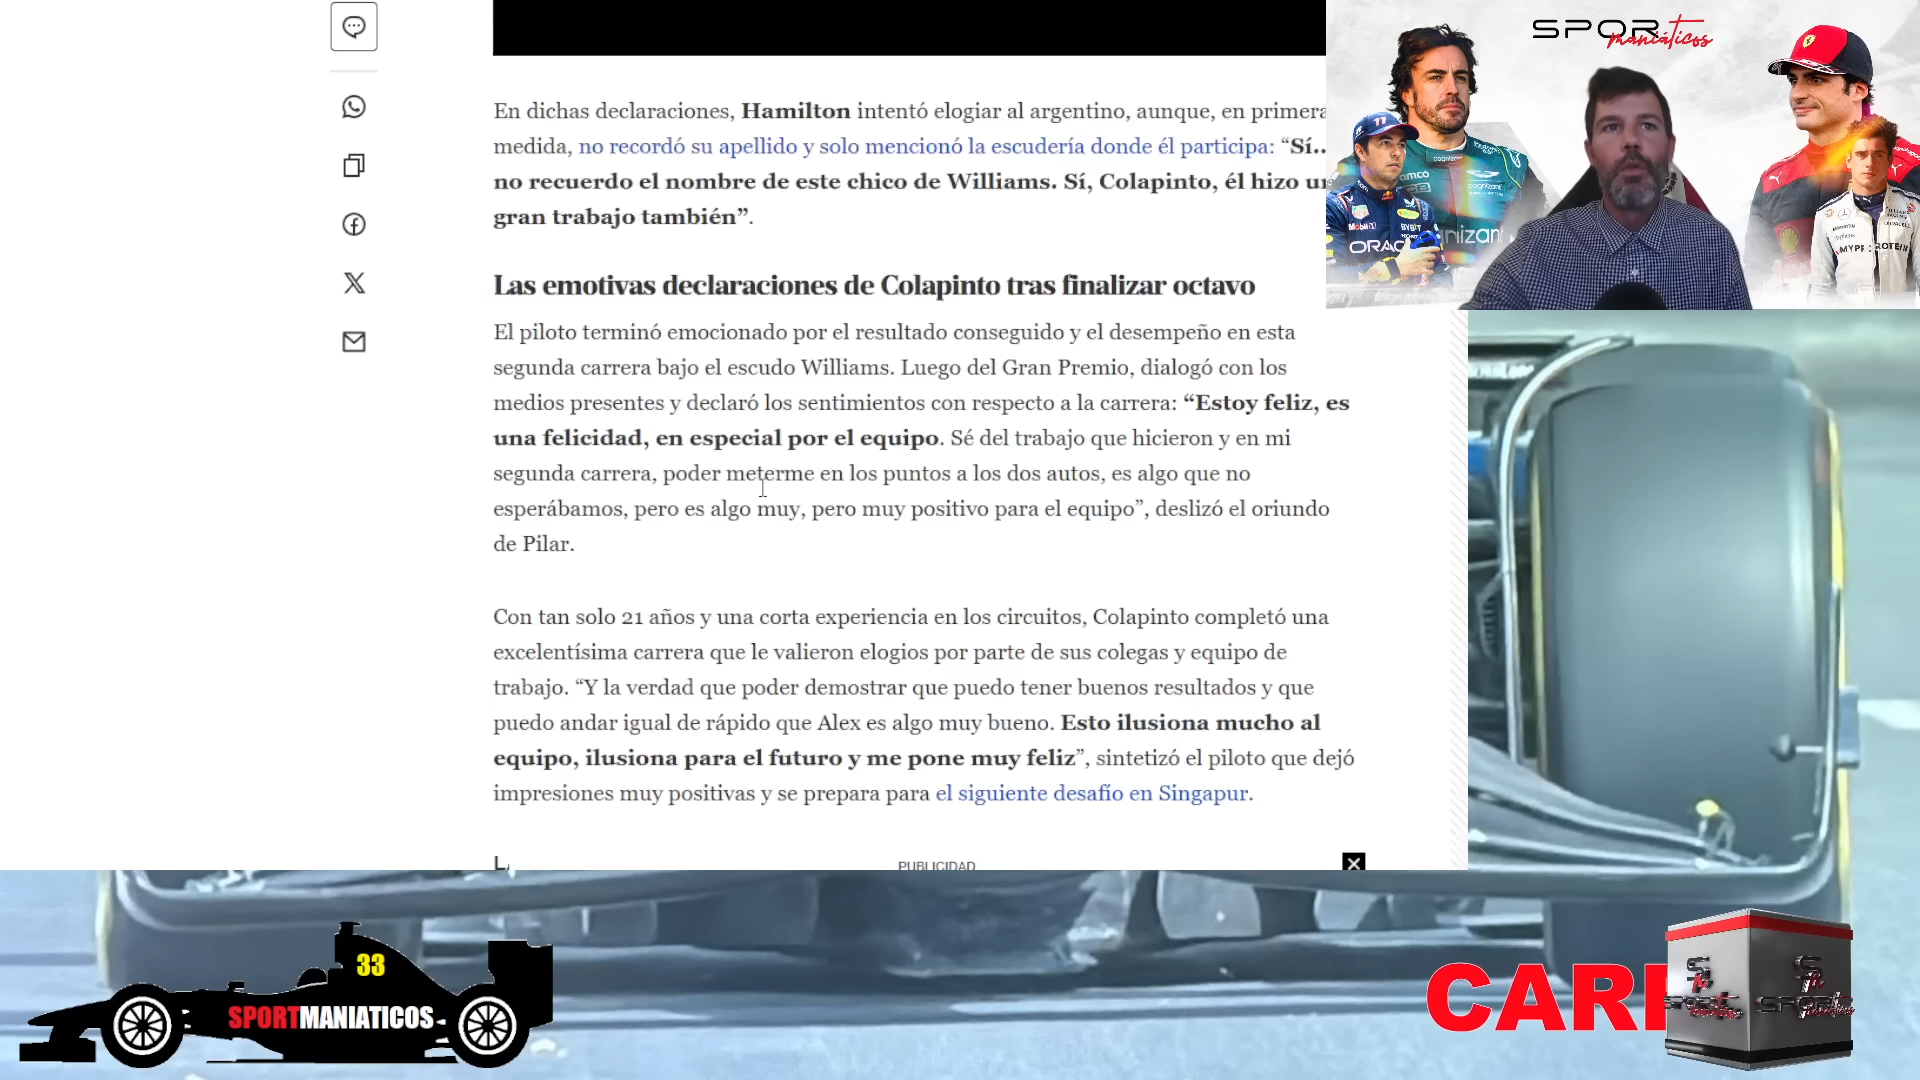 SPORT
maniáticos
En dichas declaraciones, Hamilton intentó elogiar al argentino, aunque, en primera
medida, no recordó su apellido y solo mencionó la escudería donde él participa: “Sí..
no recuerdo el nombre de este chico de Williams. Sí, Colapinto, él hizo un
gran trabajo también”.
Las emotivas declaraciones de Colapinto tras finalizar octavo
El piloto terminó emocionado por el resultado conseguido y el desempeño en esta
segunda carrera bajo el escudo Williams. Luego del Gran Premio, dialogó con los
medios presentes y declaró los sentimientos con respecto a la carrera: “Estoy feliz, es
una felicidad, en especial por el equipo. Sé del trabajo que hicieron y en mi
segunda carrera, poder meterme en los puntos a los dos autos, es algo que no
esperábamos, pero es algo muy, pero muy positivo para el equipo”, deslizó el oriundo
de Pilar.
Con tan solo 21 años y una corta experiencia en los circuitos, Colapinto completó una
excelentísima carrera que le valieron elogios por parte de sus colegas y equipo de
trabajo. “Y la verdad que poder demostrar que puedo tener buenos resultados y que
puedo andar igual de rápido que Alex es algo muy bueno. Esto ilusiona mucho al
equipo, ilusiona para el futuro y me pone muy feliz”, sintetizó el piloto que dejó
impresiones muy positivas y se prepara para el siguiente desafío en Singapur.
PUBLICIDAD
33
SPORTMANIATICOS
CAR